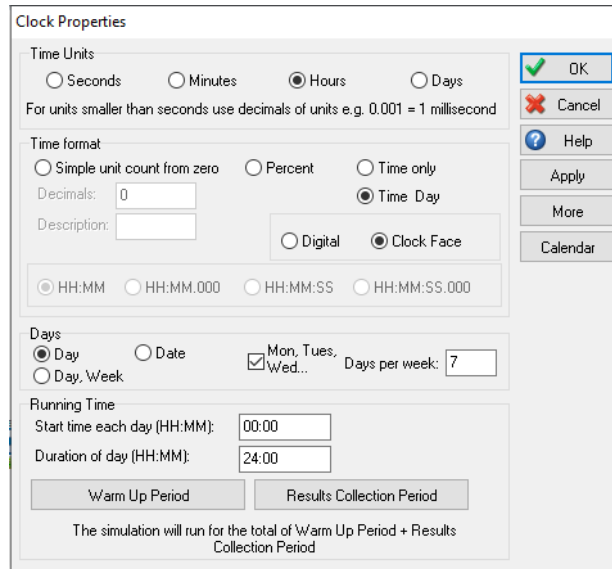 Clock Properties
Time Units
Seconds
Minutes
Hours
Days
For units smaller than seconds use decimals of units e.g. 0.001 = 1 millisecond
Time format
Simple unit count from zero
Percent
Time only
Decimals: 0
Time Day
Description:
Digital
Clock Face
HH:MM
HH:MM.000
HH:MM:SS
HH:MM:SS.000
Days
Day
Date
Mon, Tues,
Wed...
Days per week: 7
Day, Week
Running Time
Start time each day (HH:MM): 00:00
Duration of day (HH:MM): 24:00
Warm Up Period
Results Collection Period
The simulation will run for the total of Warm Up Period + Results
Collection Period
OK
Cancel
Help
Apply
More
Calendar